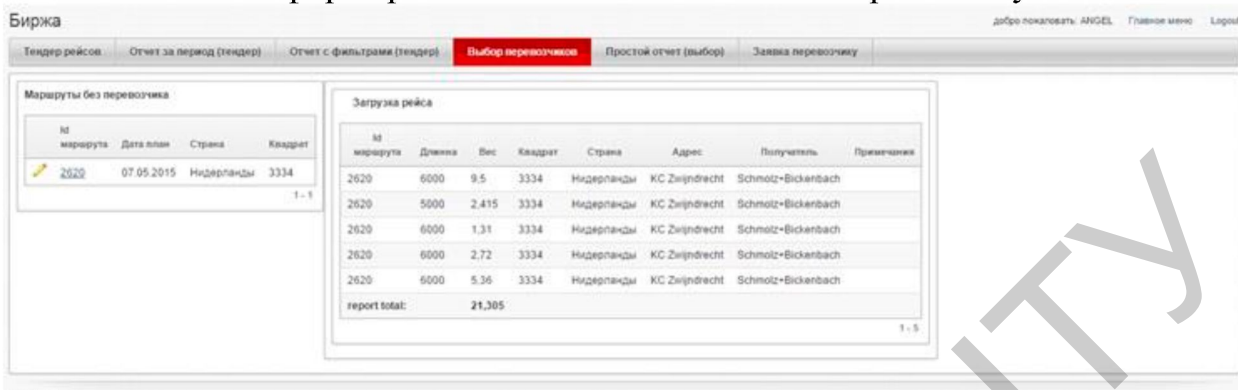 Биржа
добро пожаловать: ANGEL Главное меню Logout
Тендер рейсов Отчет за период (тендер) Отчет с фильтрами (тендер) Выбор перевозчиков Простой отчет (выбор) Заявка перевозчику
Маршруты без перевозчика
Id маршрута Дата план Страна Квадрат
2620 07.05.2015 Нидерланды 3334
1 - 1
Загрузка рейса
Id маршрута Длинна Вес Квадрат Страна Адрес Получатель Примечания
2620 6000 9,5 3334 Нидерланды KC Zwijndrecht Schmolz+Bickenbach
2620 5000 2,415 3334 Нидерланды KC Zwijndrecht Schmolz+Bickenbach
2620 6000 1,31 3334 Нидерланды KC Zwijndrecht Schmolz+Bickenbach
2620 6000 2,72 3334 Нидерланды KC Zwijndrecht Schmolz+Bickenbach
2620 6000 5,36 3334 Нидерланды KC Zwijndrecht Schmolz+Bickenbach
report total: 21,305
1 - 5
ИТУ